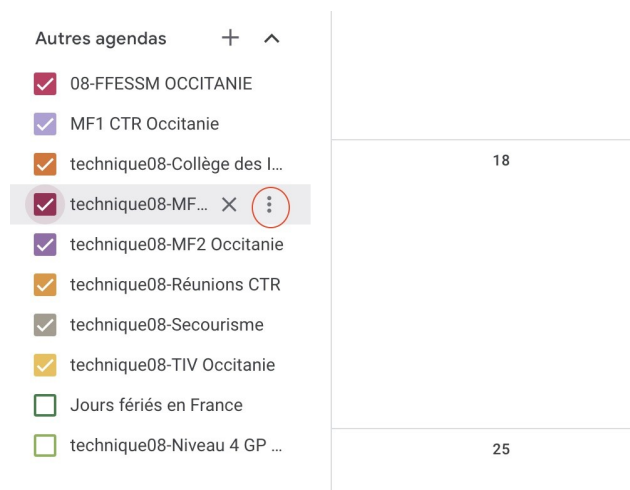 Autres agendas
08-FFESSM OCCITANIE
MF1 CTR Occitanie
technique08-Collège des I...
technique08-MF...
technique08-MF2 Occitanie
technique08-Réunions CTR
technique08-Secourisme
technique08-TIV Occitanie
Jours fériés en France
technique08-Niveau 4 GP ...
18
25